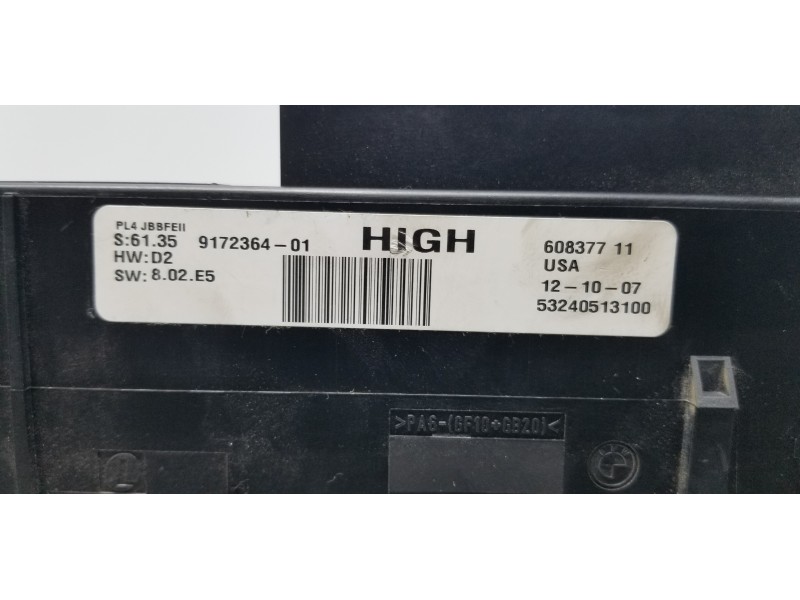 PL4 JBBFEII
S:61.35 9172364-01 HIGH 608377 11
HW:D2 USA
SW: 8.02.E5 12-10-07
53240513100
>PA6-(GF10+GB20)<
1